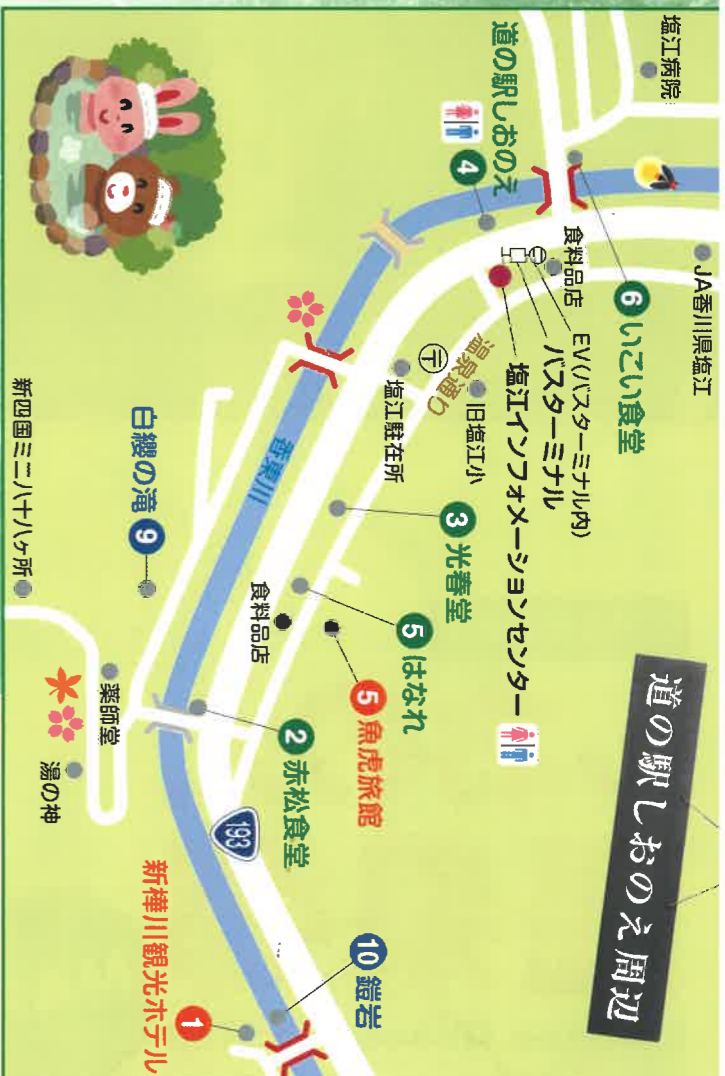 道の駅しおのえ周辺
塩江病院
JA香川県塩江
6 いこい食堂
道の駅しおのえ
4
食料品店
EV(バスターミナル内)
バスターミナル
塩江インフォメーションセンター
温泉通り
〒
旧塩江小
塩江駐在所
3 光春堂
香東川
5 はなれ
食料品店
5 魚虎旅館
白纓の滝 9
新四国ミニ八十八ヶ所
薬師堂
湯の神
2 赤松食堂
193
10 鎧岩
新樺川観光ホテル
1